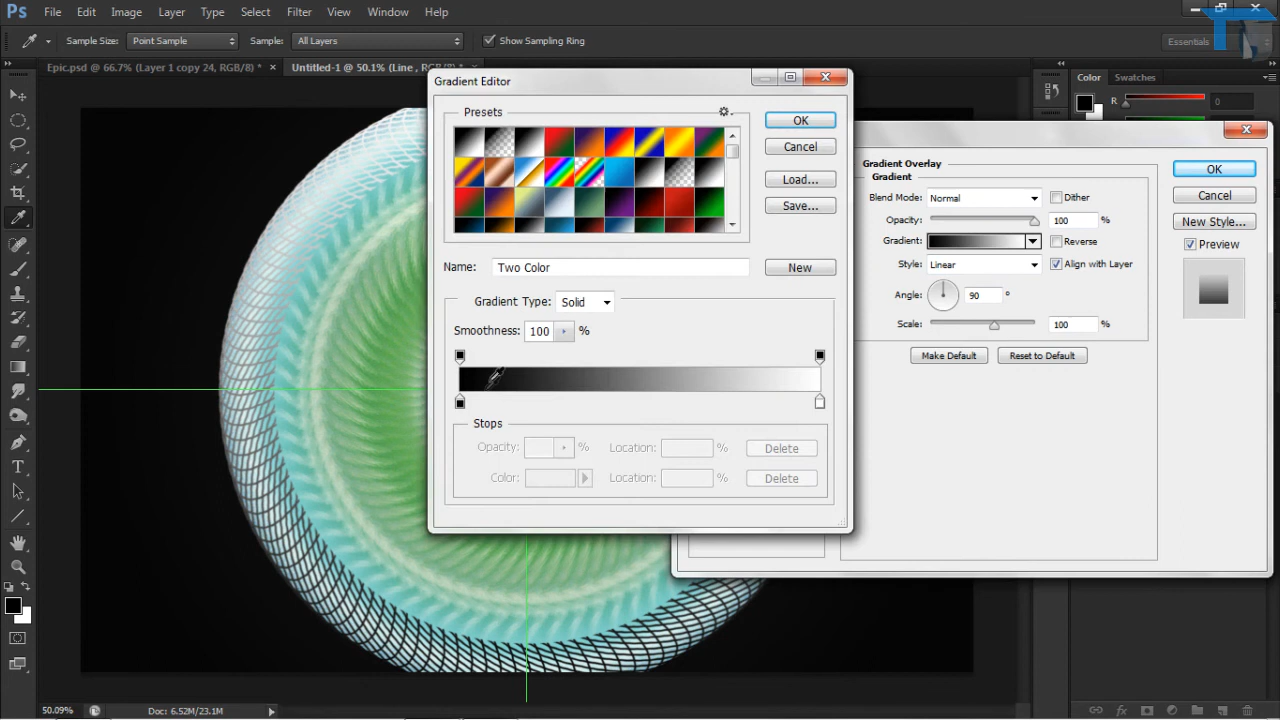 Ps File Edit Image Layer Type Select Filter View Window Help
Sample Size: Point Sample Sample: All Layers Show Sampling Ring Essentials
Epic.psd @ 66.7% (Layer 1 copy 24, RGB/8) * × Untitled-1 @ 50.1% (Line , RGB/8) *
Color Swatches
R 0
Gradient Editor
Presets
OK
Cancel
Load...
Save...
Name: Two Color New
Gradient Type: Solid
Smoothness: 100 %
Stops
Opacity: % Location: % Delete
Color: Location: % Delete
Gradient Overlay
Gradient
Blend Mode: Normal Dither
Opacity: 100 %
Gradient: Reverse
Style: Linear Align with Layer
Angle: 90 °
Scale: 100 %
Make Default Reset to Default
OK
Cancel
New Style...
Preview
T
50.09% Doc: 6.52M/23.1M
fx